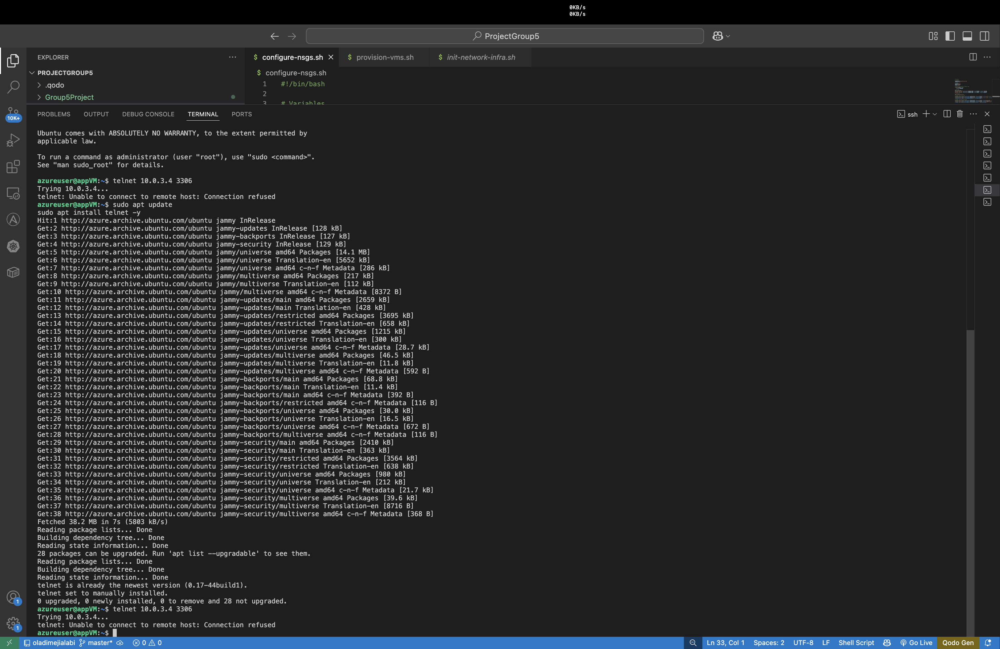 0KB/s
0KB/s
ProjectGroup5
EXPLORER
PROJECTGROUP5
.qodo
Group5Project
10K+
$ configure-nsgs.sh
$ provision-vms.sh
$ init-network-infra.sh
$ configure-nsgs.sh
1 #!/bin/bash
2
3 # Variables
PROBLEMS OUTPUT DEBUG CONSOLE TERMINAL PORTS
ssh
Ubuntu comes with ABSOLUTELY NO WARRANTY, to the extent permitted by
applicable law.
To run a command as administrator (user "root"), use "sudo <command>".
See "man sudo_root" for details.
azureuser@appVM:~$ telnet 10.0.3.4 3306
Trying 10.0.3.4...
telnet: Unable to connect to remote host: Connection refused
azureuser@appVM:~$ sudo apt update
sudo apt install telnet -y
Hit:1 http://azure.archive.ubuntu.com/ubuntu jammy InRelease
Get:2 http://azure.archive.ubuntu.com/ubuntu jammy-updates InRelease [128 kB]
Get:3 http://azure.archive.ubuntu.com/ubuntu jammy-backports InRelease [127 kB]
Get:4 http://azure.archive.ubuntu.com/ubuntu jammy-security InRelease [129 kB]
Get:5 http://azure.archive.ubuntu.com/ubuntu jammy/universe amd64 Packages [14.1 MB]
Get:6 http://azure.archive.ubuntu.com/ubuntu jammy/universe Translation-en [5652 kB]
Get:7 http://azure.archive.ubuntu.com/ubuntu jammy/universe amd64 c-n-f Metadata [286 kB]
Get:8 http://azure.archive.ubuntu.com/ubuntu jammy/multiverse amd64 Packages [217 kB]
Get:9 http://azure.archive.ubuntu.com/ubuntu jammy/multiverse Translation-en [112 kB]
Get:10 http://azure.archive.ubuntu.com/ubuntu jammy/multiverse amd64 c-n-f Metadata [8372 B]
Get:11 http://azure.archive.ubuntu.com/ubuntu jammy-updates/main amd64 Packages [2659 kB]
Get:12 http://azure.archive.ubuntu.com/ubuntu jammy-updates/main Translation-en [428 kB]
Get:13 http://azure.archive.ubuntu.com/ubuntu jammy-updates/restricted amd64 Packages [3695 kB]
Get:14 http://azure.archive.ubuntu.com/ubuntu jammy-updates/restricted Translation-en [658 kB]
Get:15 http://azure.archive.ubuntu.com/ubuntu jammy-updates/universe amd64 Packages [1215 kB]
Get:16 http://azure.archive.ubuntu.com/ubuntu jammy-updates/universe Translation-en [300 kB]
Get:17 http://azure.archive.ubuntu.com/ubuntu jammy-updates/universe amd64 c-n-f Metadata [28.7 kB]
Get:18 http://azure.archive.ubuntu.com/ubuntu jammy-updates/multiverse amd64 Packages [46.5 kB]
Get:19 http://azure.archive.ubuntu.com/ubuntu jammy-updates/multiverse Translation-en [11.8 kB]
Get:20 http://azure.archive.ubuntu.com/ubuntu jammy-updates/multiverse amd64 c-n-f Metadata [592 B]
Get:21 http://azure.archive.ubuntu.com/ubuntu jammy-backports/main amd64 Packages [68.8 kB]
Get:22 http://azure.archive.ubuntu.com/ubuntu jammy-backports/main Translation-en [11.4 kB]
Get:23 http://azure.archive.ubuntu.com/ubuntu jammy-backports/main amd64 c-n-f Metadata [392 B]
Get:24 http://azure.archive.ubuntu.com/ubuntu jammy-backports/restricted amd64 c-n-f Metadata [116 B]
Get:25 http://azure.archive.ubuntu.com/ubuntu jammy-backports/universe amd64 Packages [30.0 kB]
Get:26 http://azure.archive.ubuntu.com/ubuntu jammy-backports/universe Translation-en [16.5 kB]
Get:27 http://azure.archive.ubuntu.com/ubuntu jammy-backports/universe amd64 c-n-f Metadata [672 B]
Get:28 http://azure.archive.ubuntu.com/ubuntu jammy-backports/multiverse amd64 c-n-f Metadata [116 B]
Get:29 http://azure.archive.ubuntu.com/ubuntu jammy-security/main amd64 Packages [2410 kB]
Get:30 http://azure.archive.ubuntu.com/ubuntu jammy-security/main Translation-en [363 kB]
Get:31 http://azure.archive.ubuntu.com/ubuntu jammy-security/restricted amd64 Packages [3564 kB]
Get:32 http://azure.archive.ubuntu.com/ubuntu jammy-security/restricted Translation-en [638 kB]
Get:33 http://azure.archive.ubuntu.com/ubuntu jammy-security/universe amd64 Packages [980 kB]
Get:34 http://azure.archive.ubuntu.com/ubuntu jammy-security/universe Translation-en [212 kB]
Get:35 http://azure.archive.ubuntu.com/ubuntu jammy-security/universe amd64 c-n-f Metadata [21.7 kB]
Get:36 http://azure.archive.ubuntu.com/ubuntu jammy-security/multiverse amd64 Packages [39.6 kB]
Get:37 http://azure.archive.ubuntu.com/ubuntu jammy-security/multiverse Translation-en [8716 B]
Get:38 http://azure.archive.ubuntu.com/ubuntu jammy-security/multiverse amd64 c-n-f Metadata [368 B]
Fetched 38.2 MB in 7s (5803 kB/s)
Reading package lists... Done
Building dependency tree... Done
Reading state information... Done
28 packages can be upgraded. Run 'apt list --upgradable' to see them.
Reading package lists... Done
Building dependency tree... Done
Reading state information... Done
telnet is already the newest version (0.17-44build1).
telnet set to manually installed.
0 upgraded, 0 newly installed, 0 to remove and 28 not upgraded.
azureuser@appVM:~$ telnet 10.0.3.4 3306
Trying 10.0.3.4...
telnet: Unable to connect to remote host: Connection refused
azureuser@appVM:~$
1
1
oladimejialabi master* 0 0
Ln 33, Col 1 Spaces: 2 UTF-8 LF Shell Script Go Live Qodo Gen